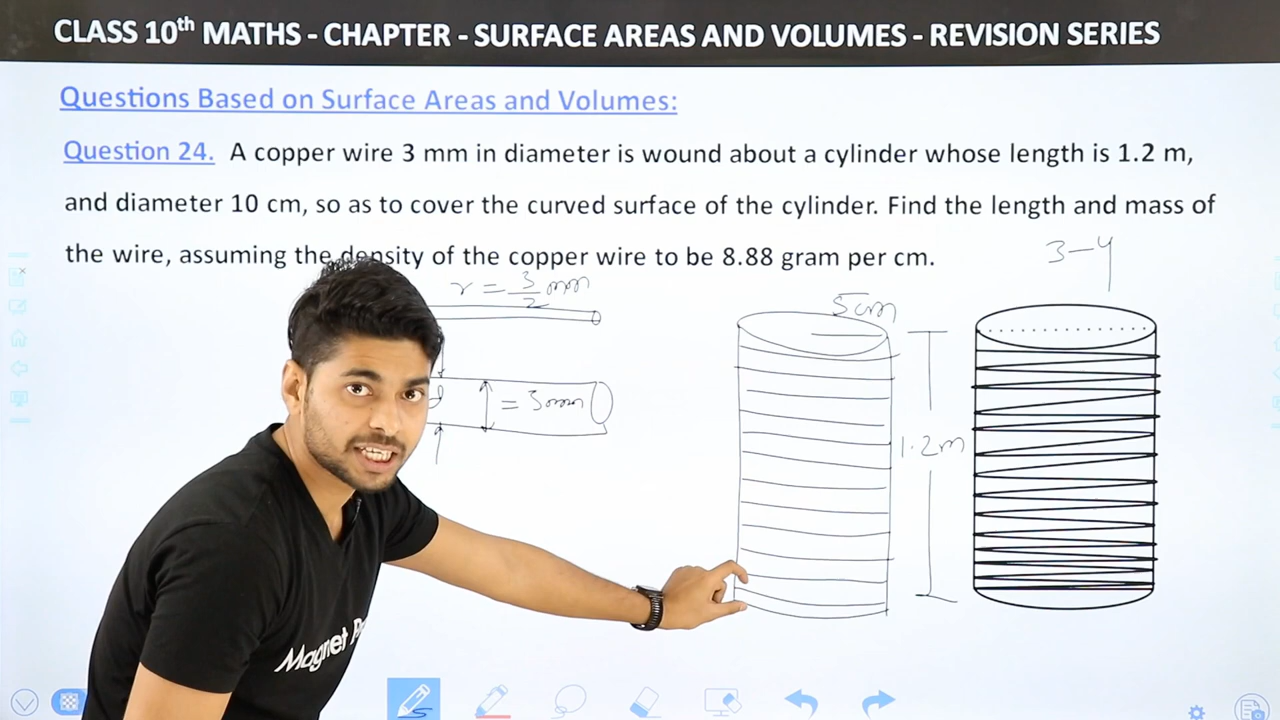 CLASS 10th MATHS - CHAPTER - SURFACE AREAS AND VOLUMES - REVISION SERIES
Questions Based on Surface Areas and Volumes:
Question 24. A copper wire 3 mm in diameter is wound about a cylinder whose length is 1.2 m,
and diameter 10 cm, so as to cover the curved surface of the cylinder. Find the length and mass of
the wire, assuming the density of the copper wire to be 8.88 gram per cm.
3-4
r = 3/2 mm
5cm
= 3mm
1.2m
Magnet